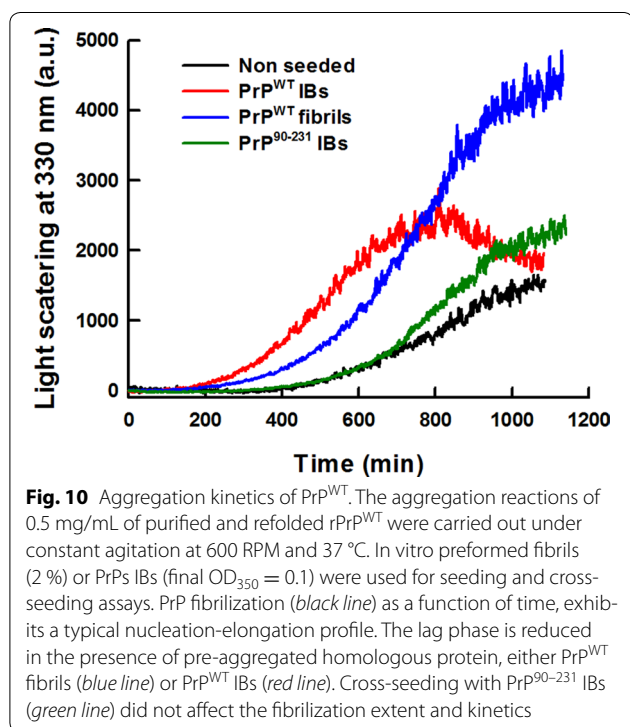 5000
4000
3000
2000
1000
0
Light scatering at 330 nm (a.u.)
Non seeded
PrP^WT IBs
PrP^WT fibrils
PrP^90-231 IBs
0 200 400 600 800 1000 1200
Time (min)
Fig. 10 Aggregation kinetics of PrP^WT. The aggregation reactions of
0.5 mg/mL of purified and refolded rPrP^WT were carried out under
constant agitation at 600 RPM and 37 °C. In vitro preformed fibrils
(2 %) or PrPs IBs (final OD_350 = 0.1) were used for seeding and cross-
seeding assays. PrP fibrilization (black line) as a function of time, exhib-
its a typical nucleation-elongation profile. The lag phase is reduced
in the presence of pre-aggregated homologous protein, either PrP^WT
fibrils (blue line) or PrP^WT IBs (red line). Cross-seeding with PrP^90–231 IBs
(green line) did not affect the fibrilization extent and kinetics